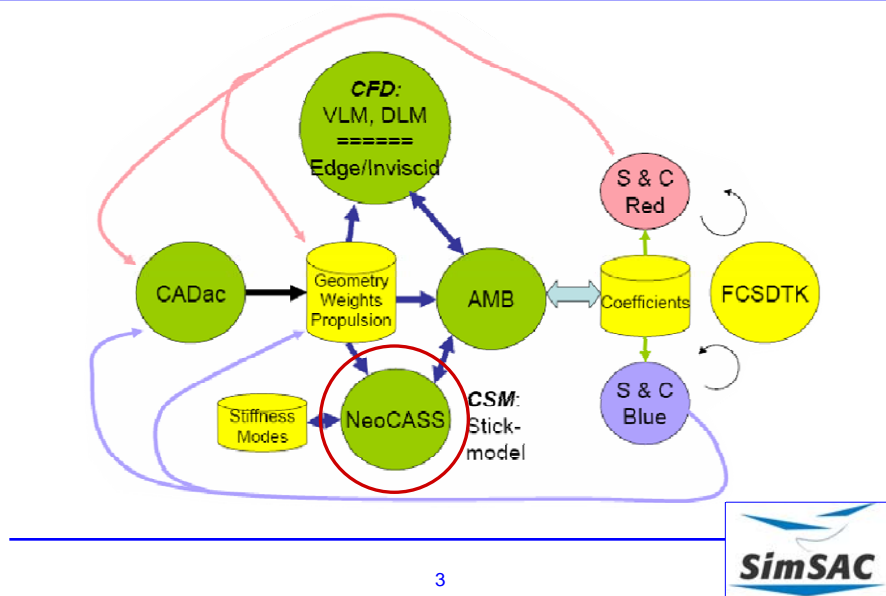 CFD:
VLM, DLM
======
Edge/Inviscid
S & C
Red
CADac
Geometry
Weights
Propulsion
AMB
Coefficients
FCSDTK
Stiffness
Modes
NeoCASS
CSM:
Stick-
model
S & C
Blue
3
SimSAC